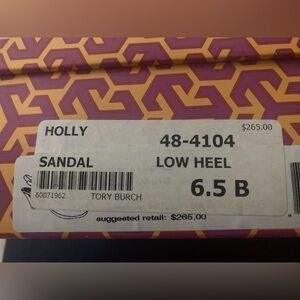 HOLLY $265.00
48-4104
SANDAL LOW HEEL
6.5 B
60071962 TORY BURCH
suggested retail: $265.00